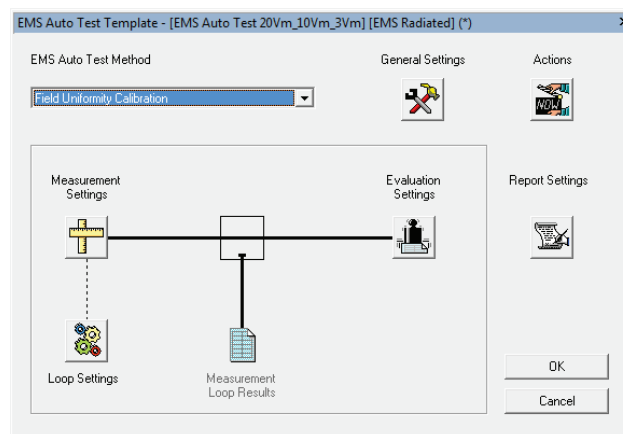 EMS Auto Test Template - [EMS Auto Test 20Vm_10Vm_3Vm] [EMS Radiated] (*)
EMS Auto Test Method
General Settings
Actions
Field Uniformity Calibration
NOW
Measurement
Settings
Evaluation
Settings
Report Settings
Loop Settings
Measurement
Loop Results
OK
Cancel